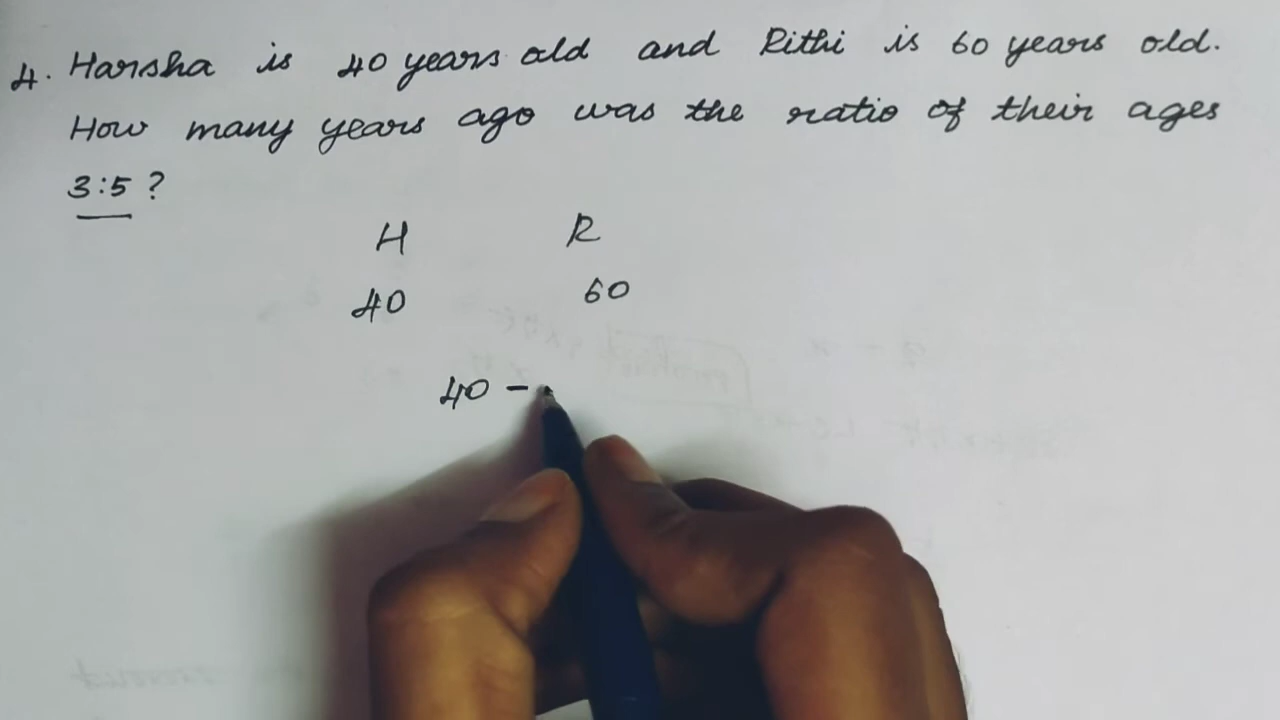 4. Harsha is 40 years old and Rithi is 60 years old.
How many years ago was the ratio of their ages
3:5 ?
H R
40 60
40 -